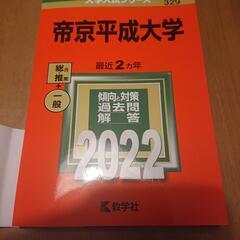 大学入試シリーズ 329
帝京平成大学
最近2カ年
総合
推薦
+
一般
傾向と対策
過去問
解答
2022
教学社